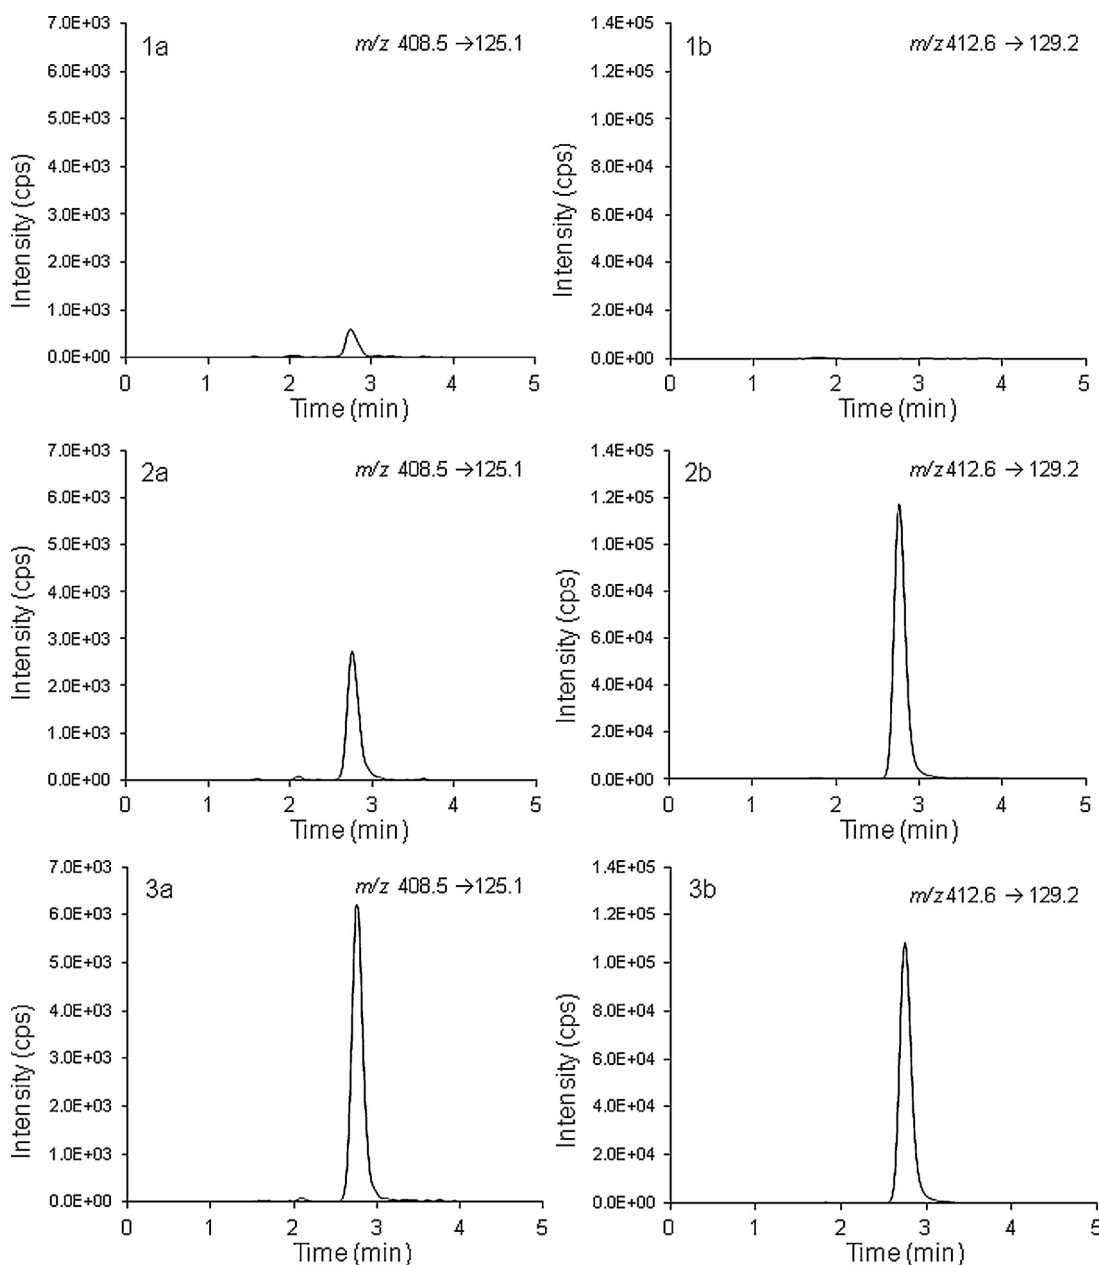 1a
m/z 408.5 →125.1
7.0E+03
6.0E+03
5.0E+03
4.0E+03
3.0E+03
2.0E+03
1.0E+03
0.0E+00
Intensity (cps)
0 1 2 3 4 5
Time (min)
1b
m/z 412.6 → 129.2
1.4E+05
1.2E+05
1.0E+05
8.0E+04
6.0E+04
4.0E+04
2.0E+04
0.0E+00
Intensity (cps)
0 1 2 3 4 5
Time (min)
2a
m/z 408.5 →125.1
7.0E+03
6.0E+03
5.0E+03
4.0E+03
3.0E+03
2.0E+03
1.0E+03
0.0E+00
Intensity (cps)
0 1 2 3 4 5
Time (min)
2b
m/z 412.6 → 129.2
1.4E+05
1.2E+05
1.0E+05
8.0E+04
6.0E+04
4.0E+04
2.0E+04
0.0E+00
Intensity (cps)
0 1 2 3 4 5
Time (min)
3a
m/z 408.5 →125.1
7.0E+03
6.0E+03
5.0E+03
4.0E+03
3.0E+03
2.0E+03
1.0E+03
0.0E+00
Intensity (cps)
0 1 2 3 4 5
Time (min)
3b
m/z 412.6 → 129.2
1.4E+05
1.2E+05
1.0E+05
8.0E+04
6.0E+04
4.0E+04
2.0E+04
0.0E+00
Intensity (cps)
0 1 2 3 4 5
Time (min)